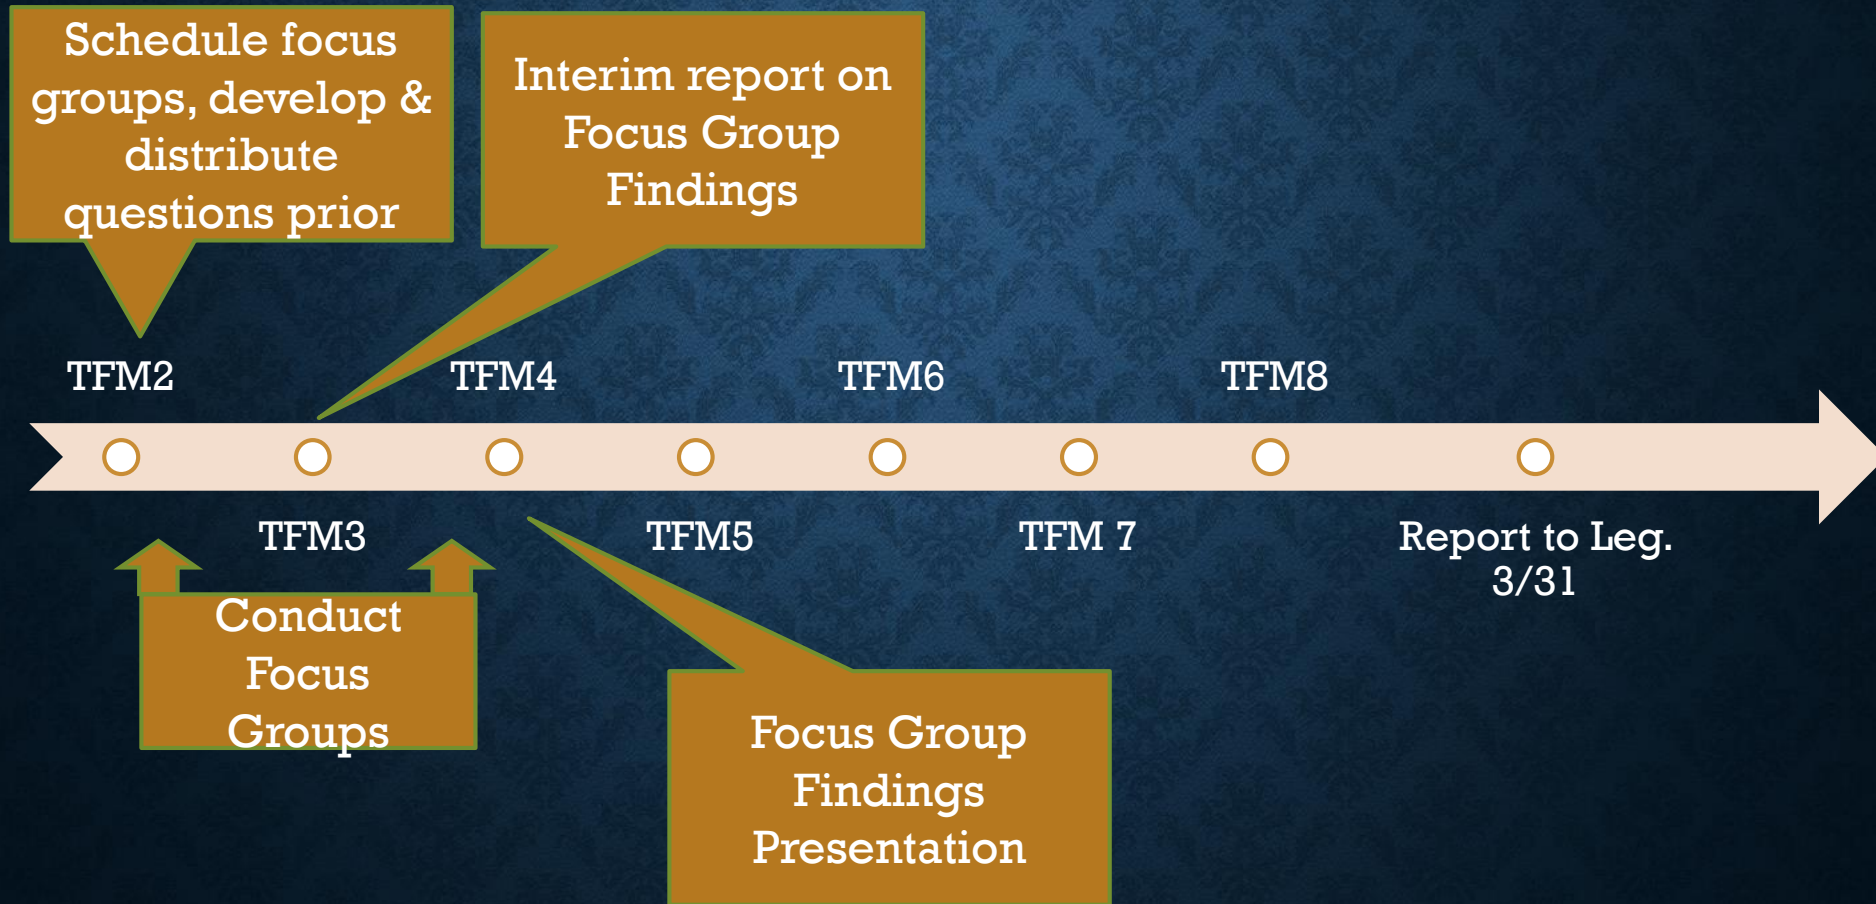 Schedule focus
groups, develop &
distribute
questions prior
Interim report on
Focus Group
Findings
TFM2
TFM4
TFM6
TFM8
TFM3
TFM5
TFM 7
Report to Leg.
3/31
Conduct
Focus
Groups
Focus Group
Findings
Presentation